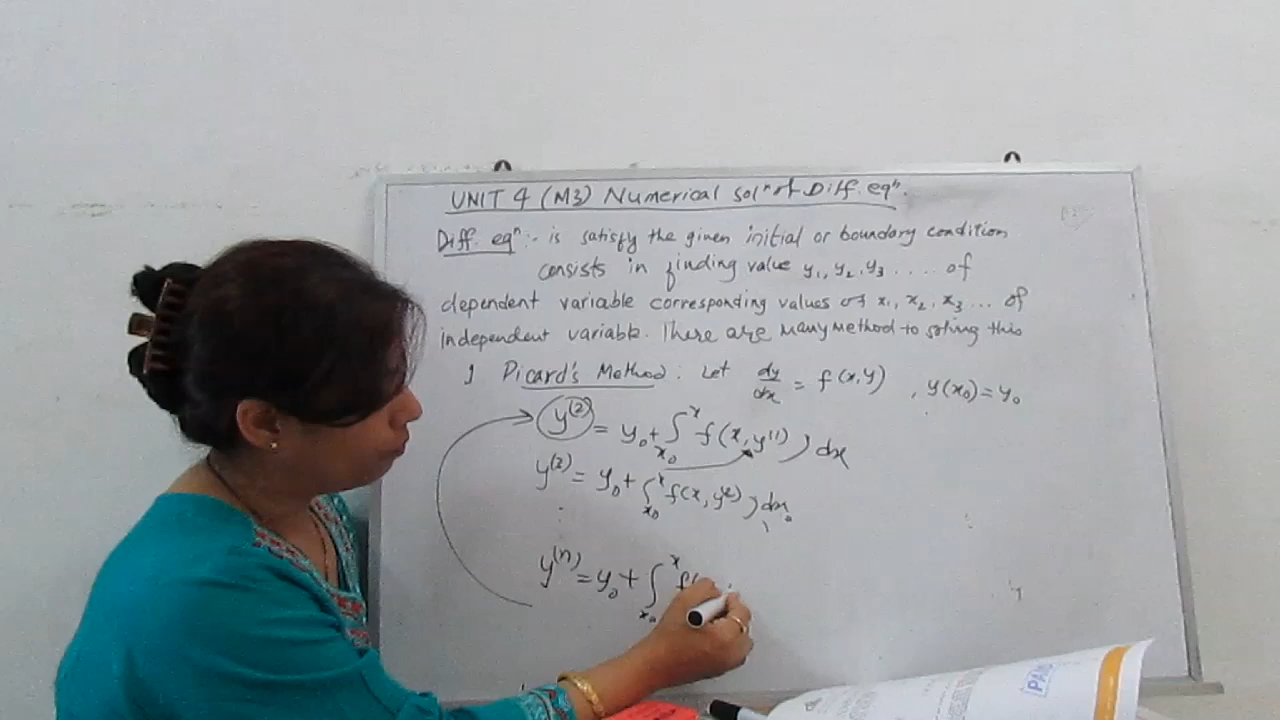 UNIT 4 (M3) Numerical solⁿ of Diff. eqⁿ.
Diff. eqⁿ :- is satisfy the given initial or boundary condition
consists in finding value y₁, y₂, y₃ .... of
dependent variable corresponding values of x₁, x₂, x₃ ... of
independent variable. There are many method to solving this
1 Picard's Method : Let dy/dx = f(x,y) , y(x₀) = y₀
y⁽²⁾ = y₀ + ∫ₓ₀ˣ f(x, y⁽¹⁾) dx
y⁽²⁾ = y₀ + ∫ₓ₀ˣ f(x, y²) dx
y⁽ⁿ⁾ = y₀ + ∫ₓ₀ˣ f(